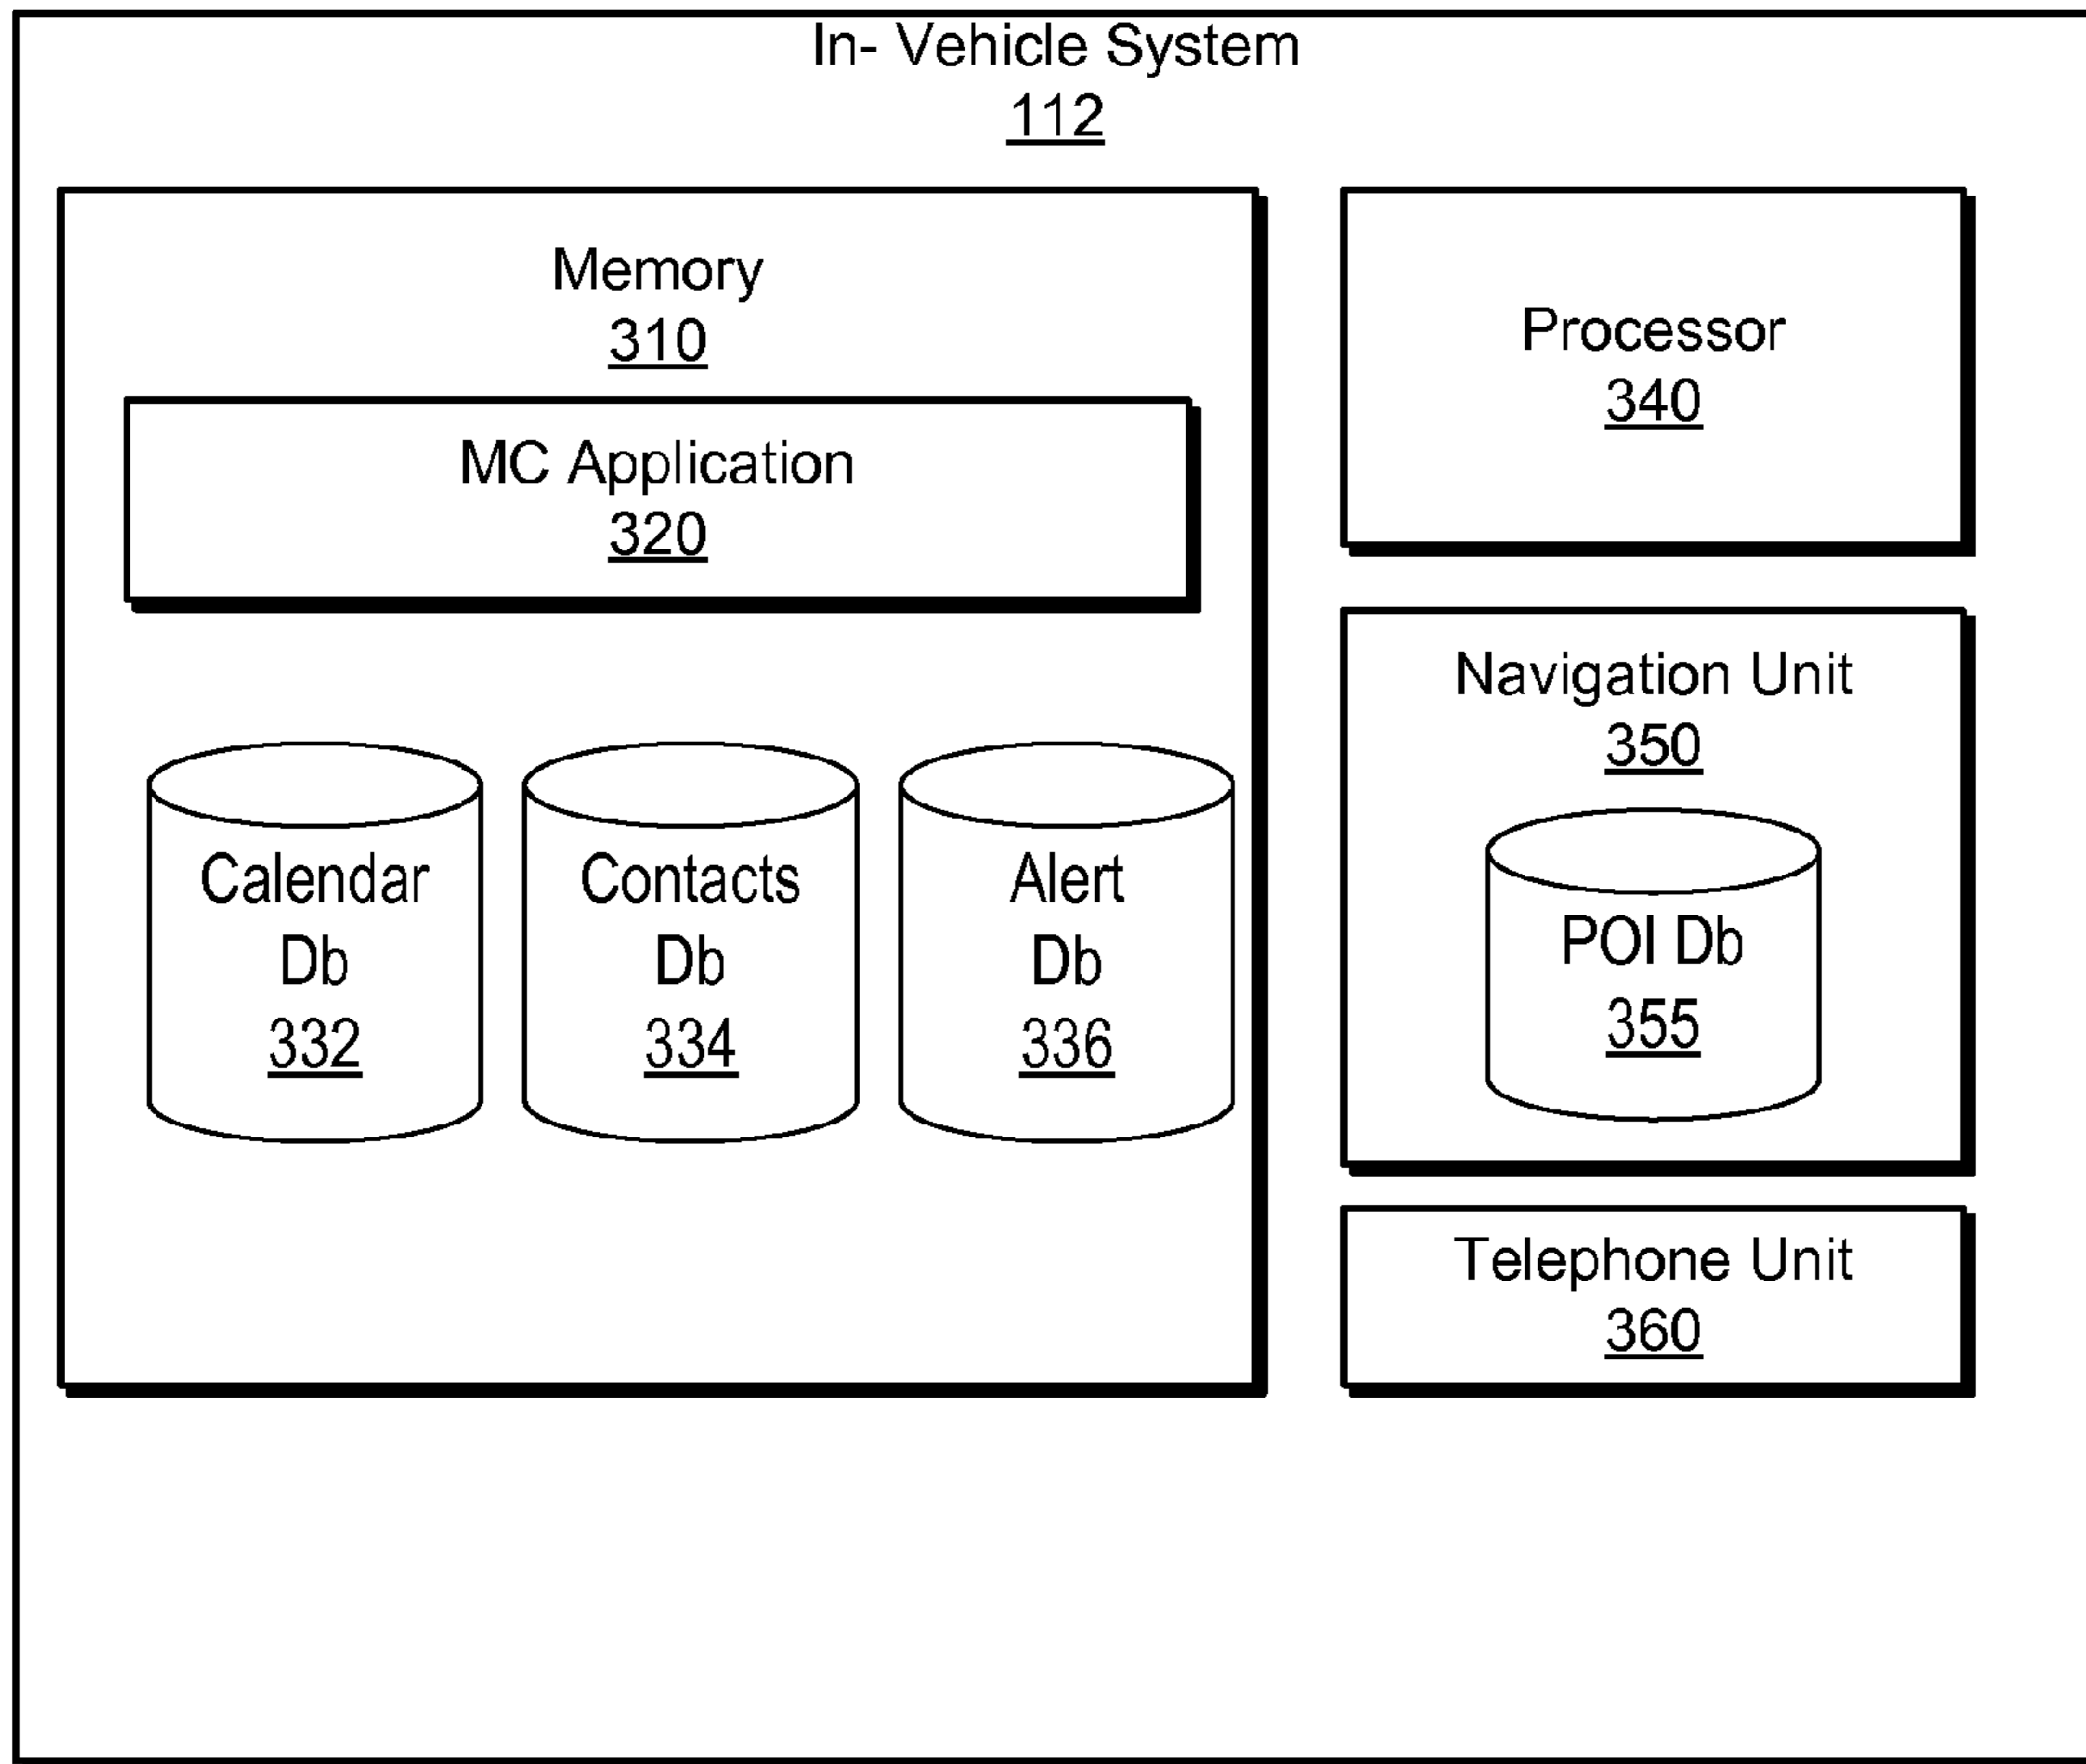 In- Vehicle System
112
Memory
310
MC Application
320
Calendar
Db
332
Contacts
Db
334
Alert
Db
336
Processor
340
Navigation Unit
350
POI Db
355
Telephone Unit
360